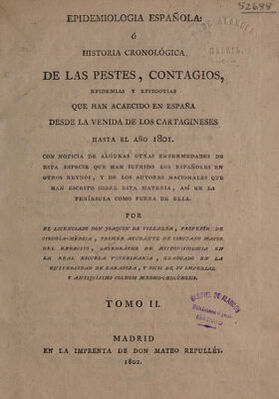 52688
EPIDEMIOLOGIA ESPAÑOLA:
Ó
HISTORIA CRONOLÓGICA
DE LAS PESTES, CONTAGIOS,
EPIDEMIAS Y EPIZOOTIAS
QUE HAN ACAECIDO EN ESPAÑA
DESDE LA VENIDA DE LOS CARTAGINESES
HASTA EL AÑO 1801.
CON NOTICIA DE ALGUNAS OTRAS ENFERMEDADES DE
ESTA ESPECIE QUE HAN SUFRIDO LOS ESPAÑOLES EN
OTROS REYNOS, Y DE LOS AUTORES NACIONALES QUE
HAN ESCRITO SOBRE ESTA MATERIA, ASÍ EN LA
PENÍNSULA COMO FUERA DE ELLA.
POR
EL LICENCIADO DON JOAQUIN DE VILLALBA, PROFESOR DE
CIRUGÍA-MÉDICA, PRIMER AYUDANTE DE CIRUJANO MAYOR
DEL EXÉRCITO, CATEDRÁTICO DE
LA REAL ESCUELA VETERINARIA, GRADUADO EN LA
UNIVERSIDAD DE ZARAGOZA, Y DE SU IMPERIAL
Y ANTIQUÍSIMO COLEGIO
TOMO II.
GABRIEL DE ALARCON
MADRID
EN LA IMPRENTA DE DON MATEO REPULLÉS.
1802.